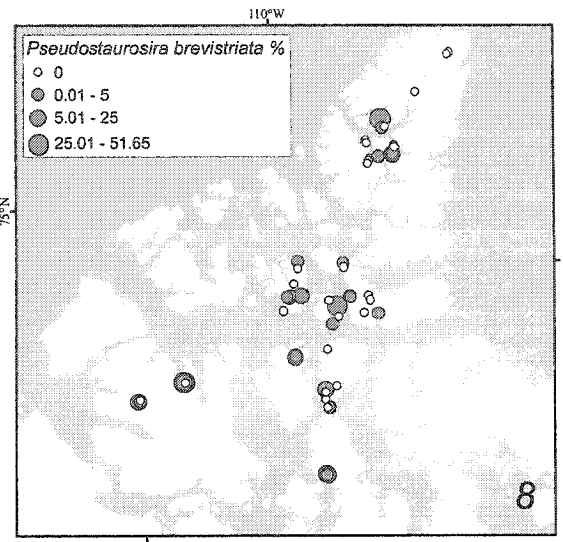 110°W
Pseudostaurosira brevistriata %
0
0.01 - 5
5.01 - 25
25.01 - 51.65
75°N
8